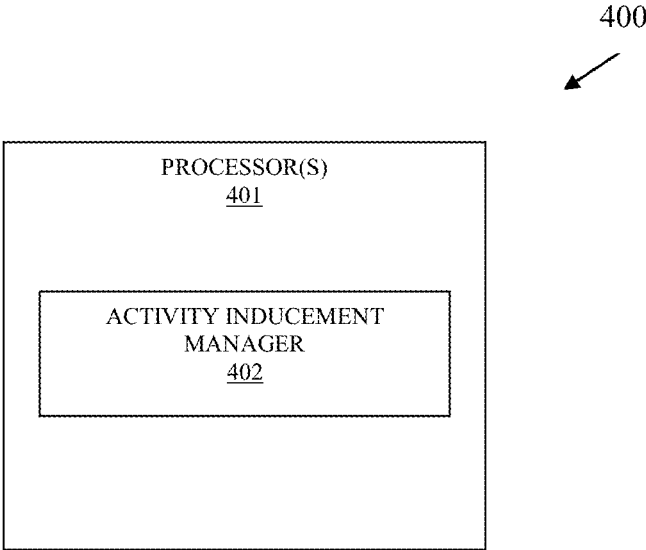 400
PROCESSOR(S)
401
ACTIVITY INDUCEMENT
MANAGER
402